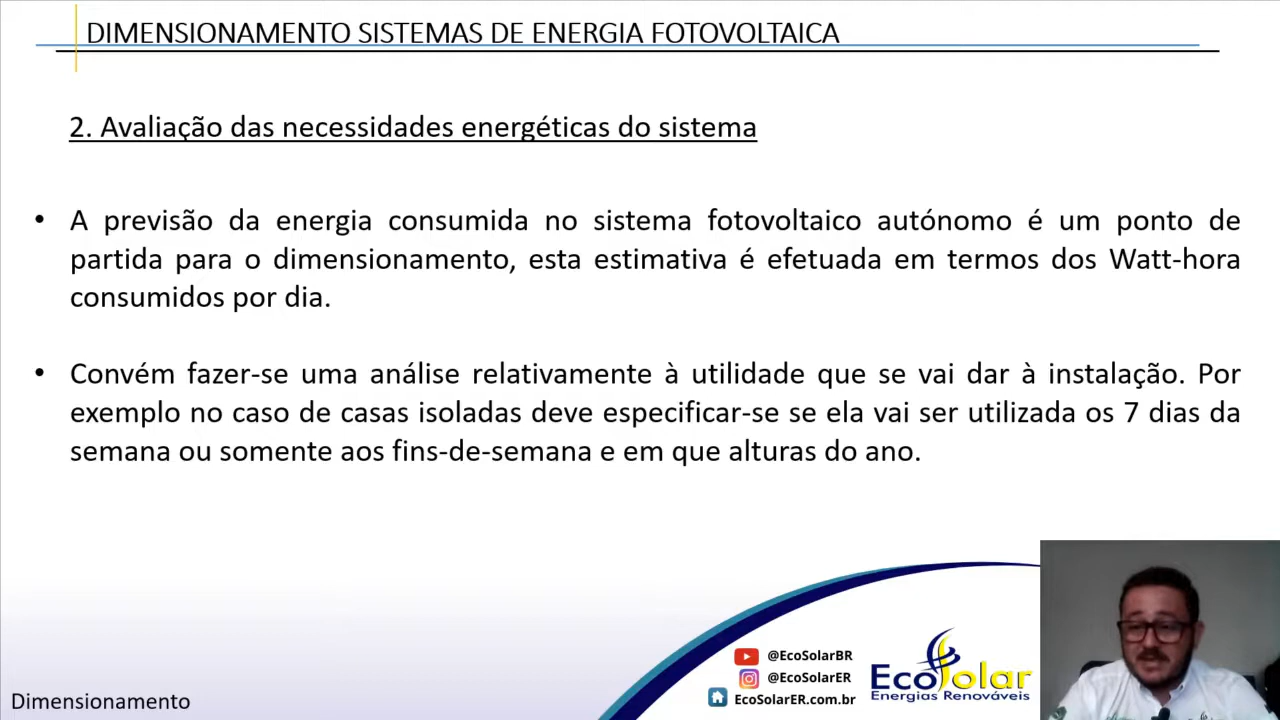 DIMENSIONAMENTO SISTEMAS DE ENERGIA FOTOVOLTAICA
2. Avaliação das necessidades energéticas do sistema
• A previsão da energia consumida no sistema fotovoltaico autónomo é um ponto de
partida para o dimensionamento, esta estimativa é efetuada em termos dos Watt-hora
consumidos por dia.
• Convém fazer-se uma análise relativamente à utilidade que se vai dar à instalação. Por
exemplo no caso de casas isoladas deve especificar-se se ela vai ser utilizada os 7 dias da
semana ou somente aos fins-de-semana e em que alturas do ano.
@EcoSolarBR
@EcoSolarER
EcoSolarER.com.br
EcoSolar
Energias Renováveis
Dimensionamento